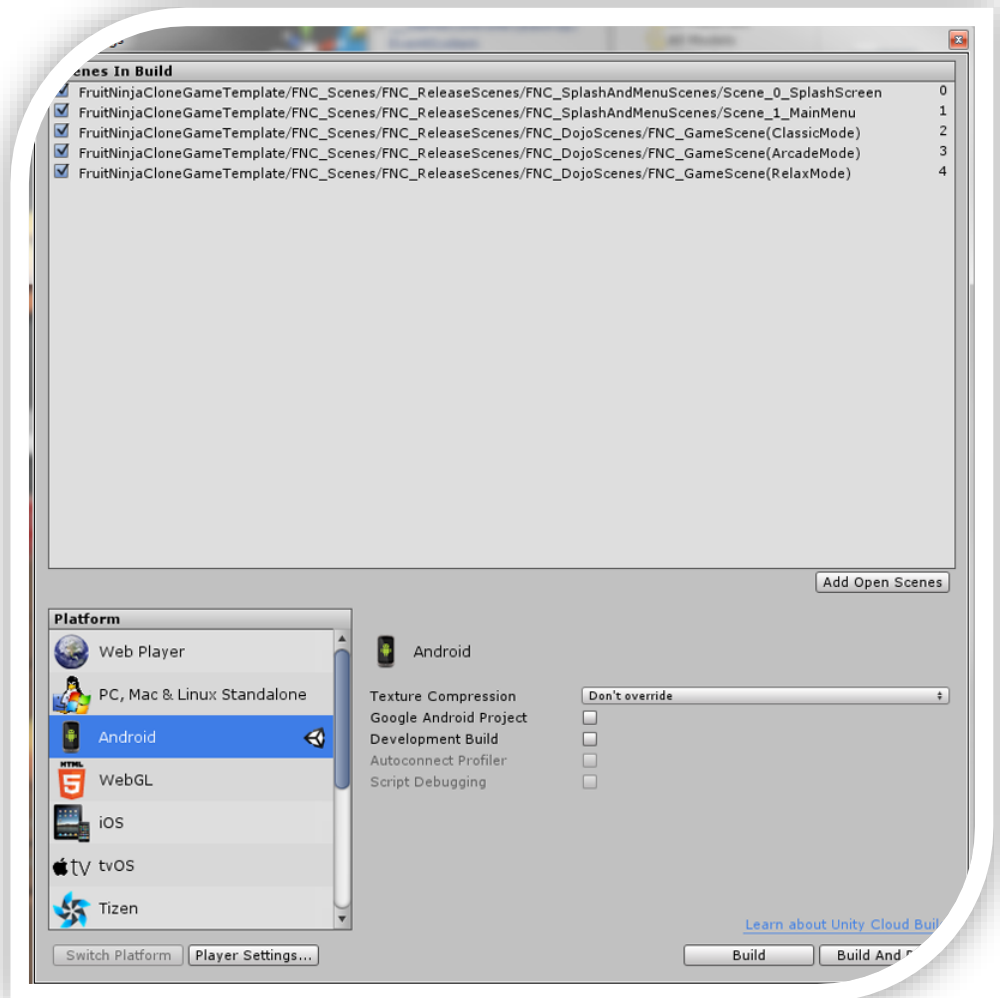 enes In Build
FruitNinjaCloneGameTemplate/FNC_Scenes/FNC_ReleaseScenes/FNC_SplashAndMenuScenes/Scene_0_SplashScreen 0
FruitNinjaCloneGameTemplate/FNC_Scenes/FNC_ReleaseScenes/FNC_SplashAndMenuScenes/Scene_1_MainMenu 1
FruitNinjaCloneGameTemplate/FNC_Scenes/FNC_ReleaseScenes/FNC_DojoScenes/FNC_GameScene(ClassicMode) 2
FruitNinjaCloneGameTemplate/FNC_Scenes/FNC_ReleaseScenes/FNC_DojoScenes/FNC_GameScene(ArcadeMode) 3
FruitNinjaCloneGameTemplate/FNC_Scenes/FNC_ReleaseScenes/FNC_DojoScenes/FNC_GameScene(RelaxMode) 4
Add Open Scenes
Platform
Web Player
PC, Mac & Linux Standalone
Android
HTML
5
WebGL
iOS
tv tvOS
Tizen
Android
Texture Compression Don't override
Google Android Project
Development Build
Autoconnect Profiler
Script Debugging
Learn about Unity Cloud Buil
Switch Platform Player Settings... Build Build And